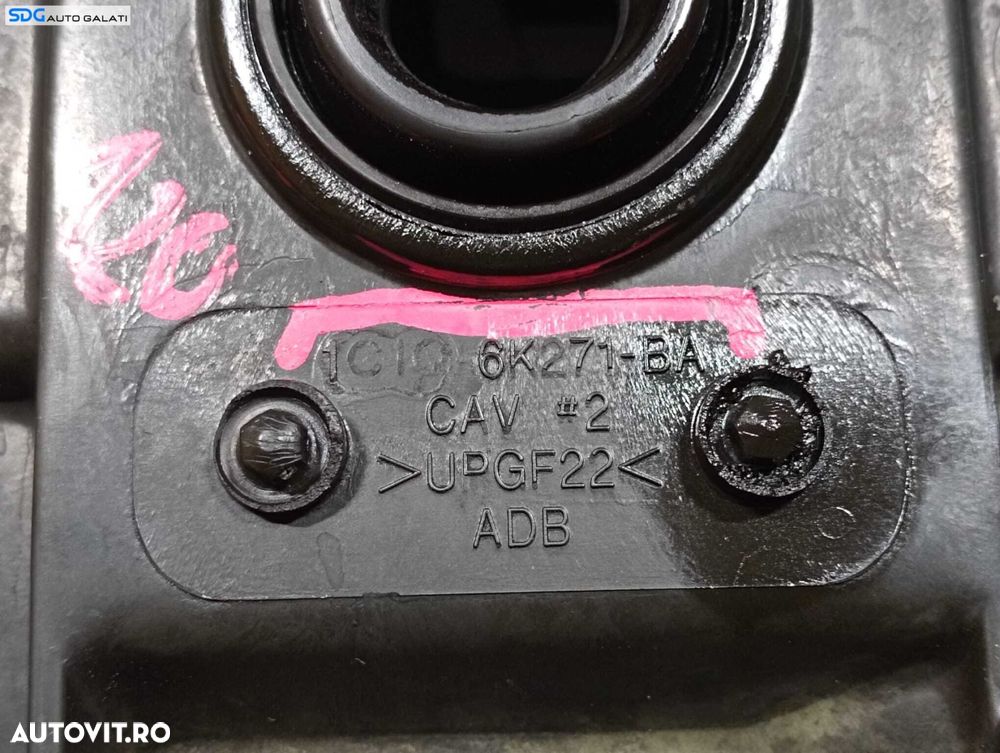 SDG AUTO GALATI
1C1Q-6K271-BA
CAV #2
>UPGF22<
ADB
AUTOVIT.RO